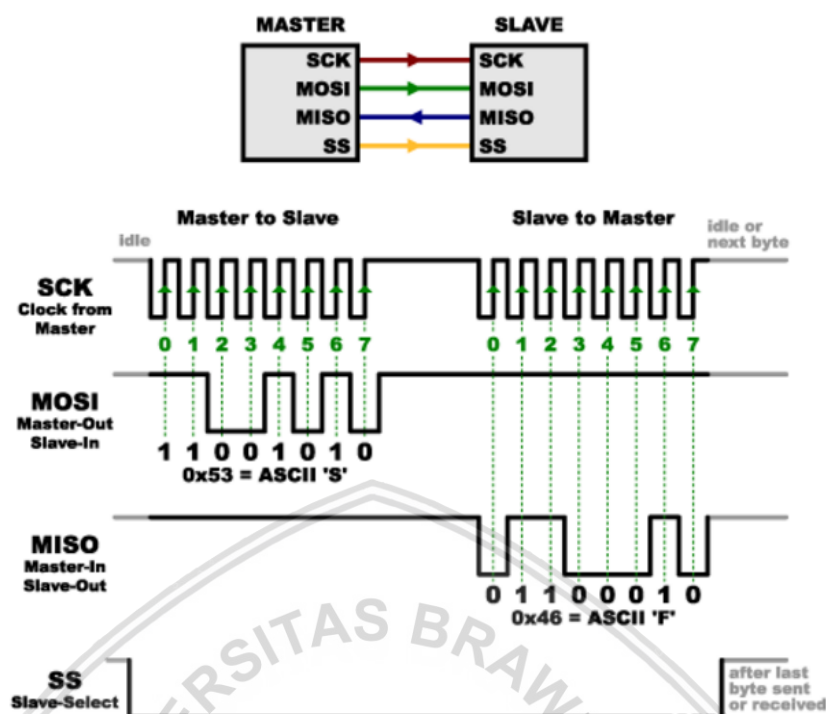 MASTER SLAVE
SCK SCK
MOSI MOSI
MISO MISO
SS SS
Master to Slave Slave to Master
idle idle or
next byte
SCK
Clock from
Master
0 1 2 3 4 5 6 7 0 1 2 3 4 5 6 7
MOSI
Master-Out
Slave-In
1 1 0 0 1 0 1 0
0x53 = ASCII 'S'
MISO
Master-In
Slave-Out
0 1 1 0 0 0 1 0
0x46 = ASCII 'F'
ERSITAS BRAW
SS
Slave-Select
after last
byte sent
or received